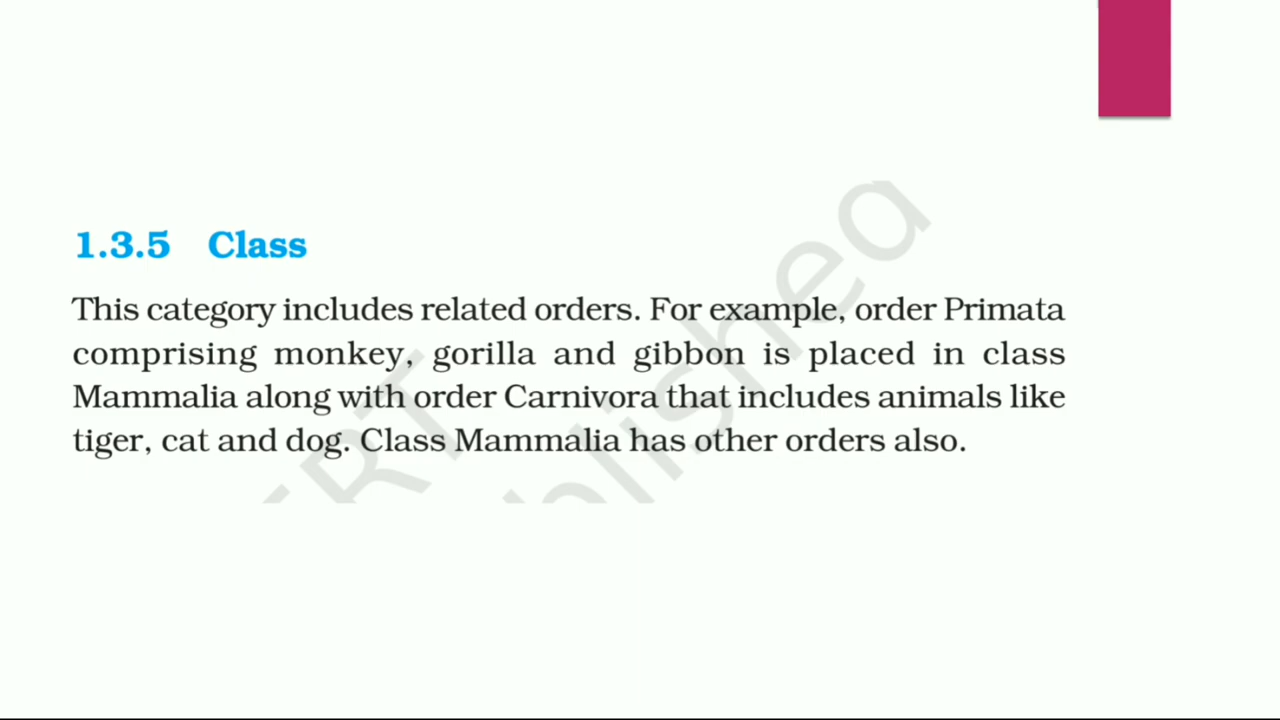 1.3.5 Class
This category includes related orders. For example, order Primata
comprising monkey, gorilla and gibbon is placed in class
Mammalia along with order Carnivora that includes animals like
tiger, cat and dog. Class Mammalia has other orders also.